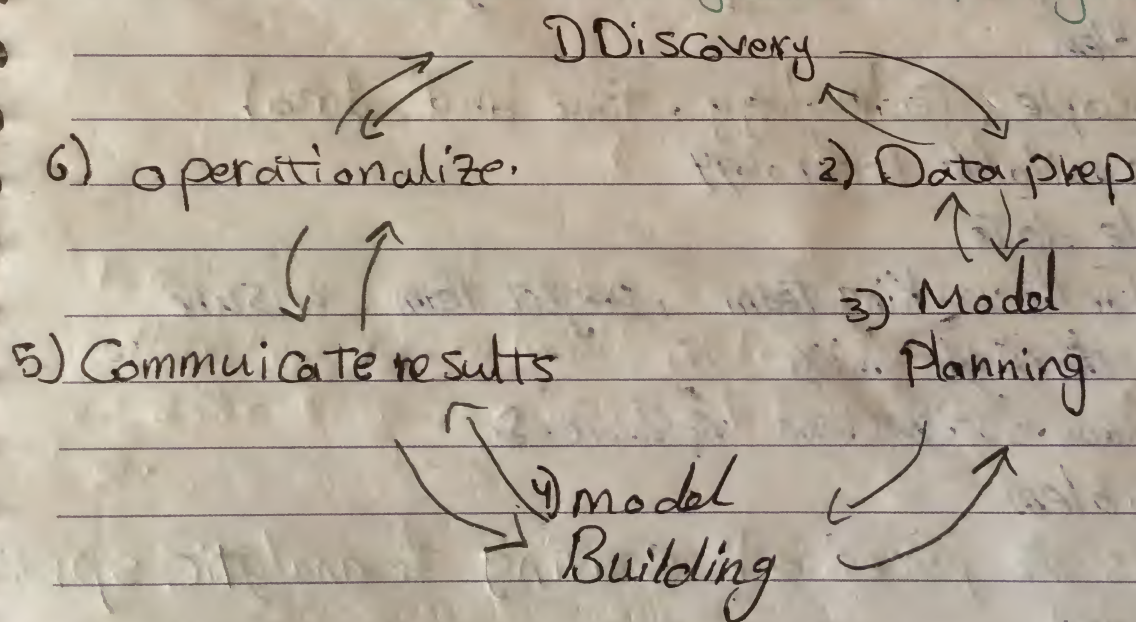 1) Discovery
6) operationalize.
2) Data prep
3) Model
Planning.
5) Commuicate results
4) model
Building